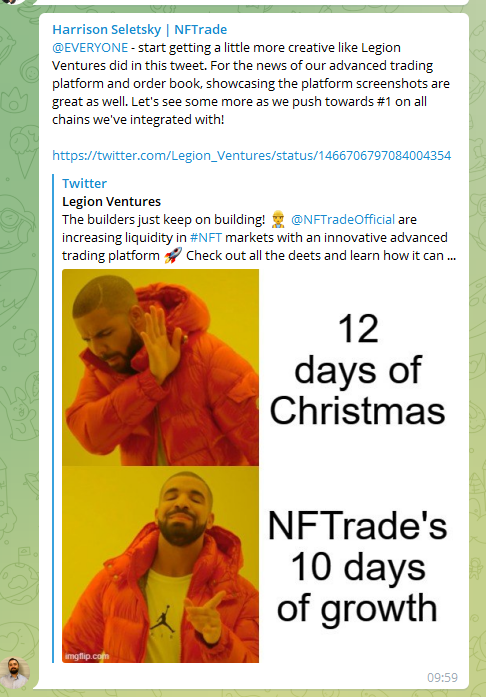 Harrison Seletsky | NFTrade
@EVERYONE - start getting a little more creative like Legion
Ventures did in this tweet. For the news of our advanced trading
platform and order book, showcasing the platform screenshots are
great as well. Let's see some more as we push towards #1 on all
chains we've integrated with!
https://twitter.com/Legion_Ventures/status/1466706797084004354
Twitter
Legion Ventures
The builders just keep on building! 👷‍♂️ @NFTradeOfficial are
increasing liquidity in #NFT markets with an innovative advanced
trading platform 🚀 Check out all the deets and learn how it can ...
12
days of
Christmas
NFTrade's
10 days
of growth
imgflip.com
09:59